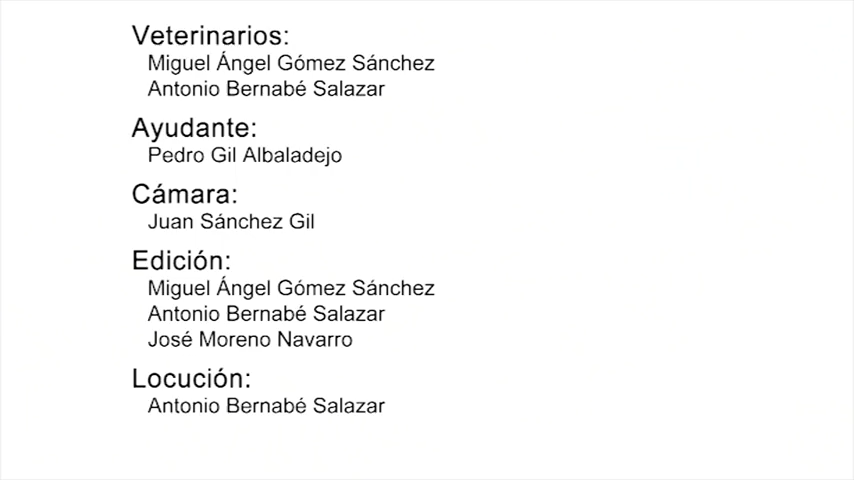 Veterinarios:
Miguel Ángel Gómez Sánchez
Antonio Bernabé Salazar
Ayudante:
Pedro Gil Albaladejo
Cámara:
Juan Sánchez Gil
Edición:
Miguel Ángel Gómez Sánchez
Antonio Bernabé Salazar
José Moreno Navarro
Locución:
Antonio Bernabé Salazar